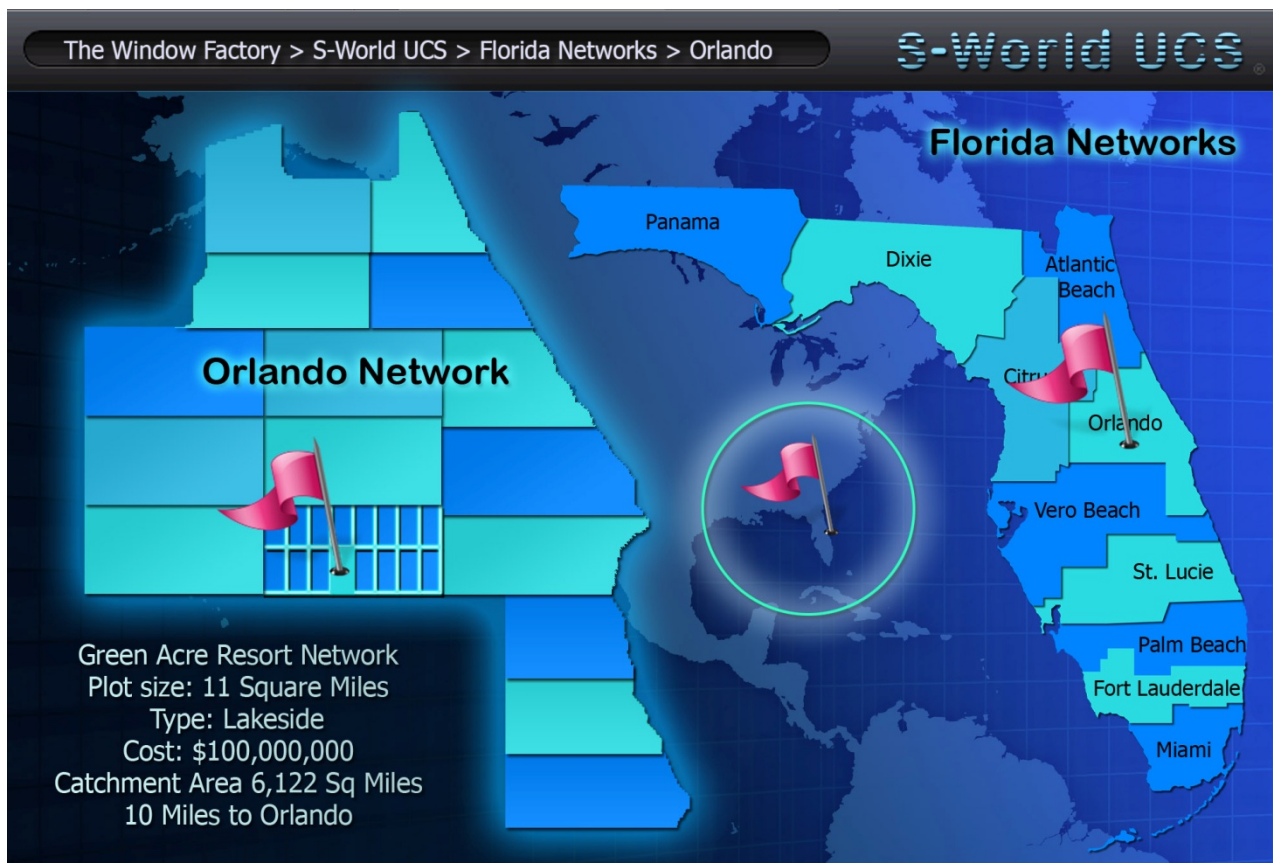 The Window Factory > S-World UCS > Florida Networks > Orlando
S-World UCS®
Florida Networks
Panama
Dixie
Atlantic
Beach
Orlando Network
Orlando
Vero Beach
St. Lucie
Palm Beach
Fort Lauderdale
Miami
Green Acre Resort Network
Plot size: 11 Square Miles
Type: Lakeside
Cost: $100,000,000
Catchment Area 6,122 Sq Miles
10 Miles to Orlando